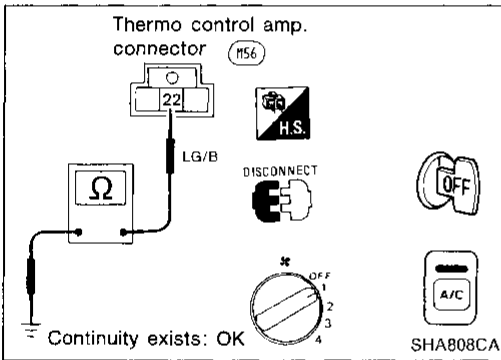 Thermo control amp.
connector M56
22
H.S.
LG/B
DISCONNECT
Ω
OFF
OFF
1
2
3
4
A/C
Continuity exists: OK
SHA808CA